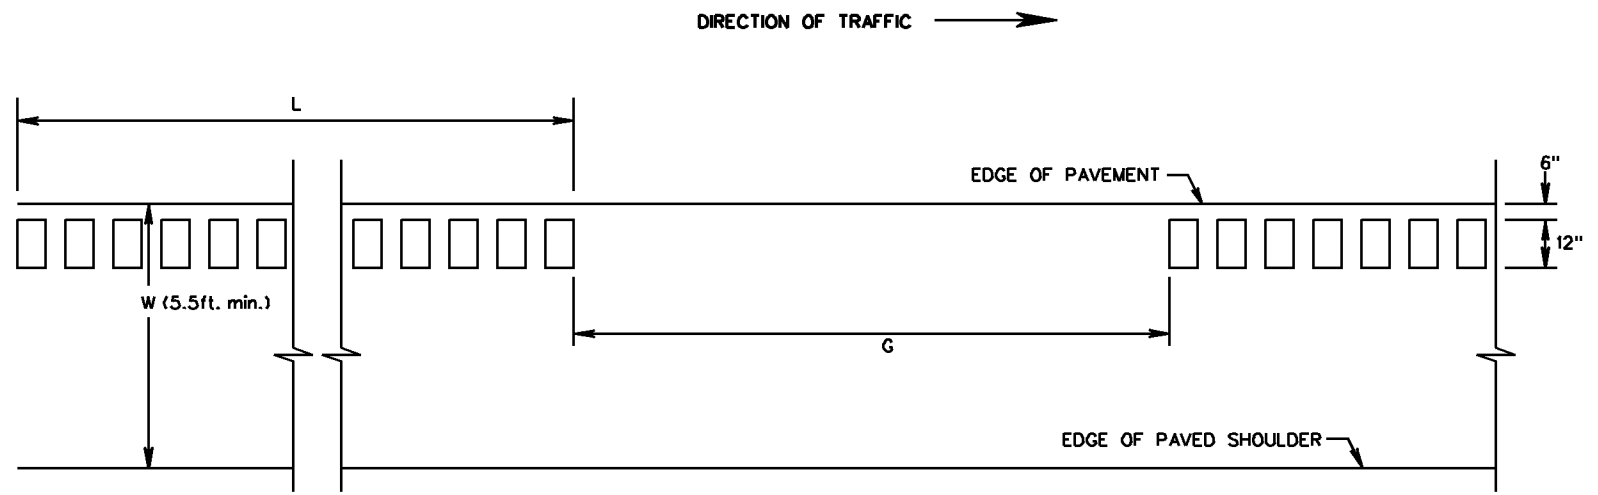 DIRECTION OF TRAFFIC
L
EDGE OF PAVEMENT
6"
12"
W (5.5ft. min.)
G
EDGE OF PAVED SHOULDER